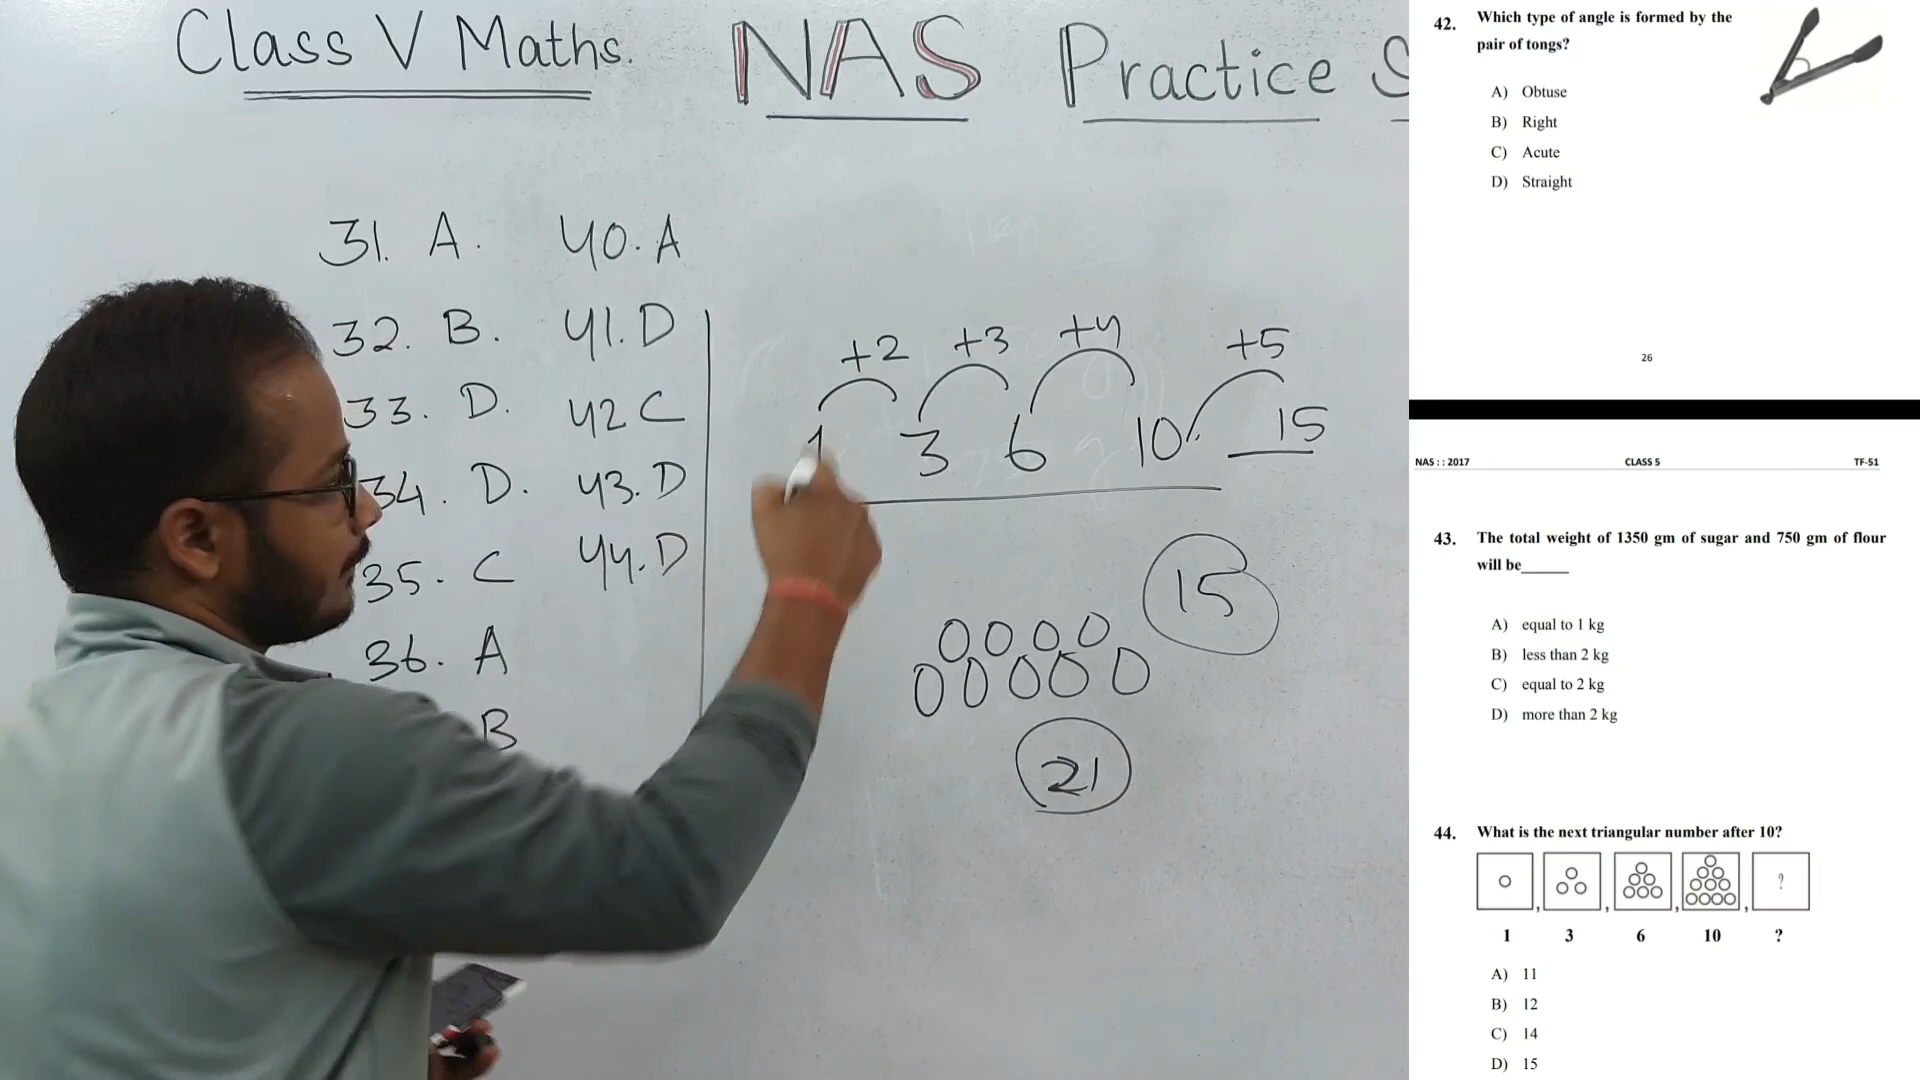 Class V Maths.
NAS Practice S
31. A.
32. B.
33. D.
34. D.
35. C
36. A
B
40. A
41. D
42 C
43. D
44. D
+2 +3 +4 +5
1 3 6 10 15
15
21
42. Which type of angle is formed by the
pair of tongs?
A) Obtuse
B) Right
C) Acute
D) Straight
26
NAS : : 2017 CLASS 5 TF-51
43. The total weight of 1350 gm of sugar and 750 gm of flour
will be______
A) equal to 1 kg
B) less than 2 kg
C) equal to 2 kg
D) more than 2 kg
44. What is the next triangular number after 10?
?
1 3 6 10 ?
A) 11
B) 12
C) 14
D) 15